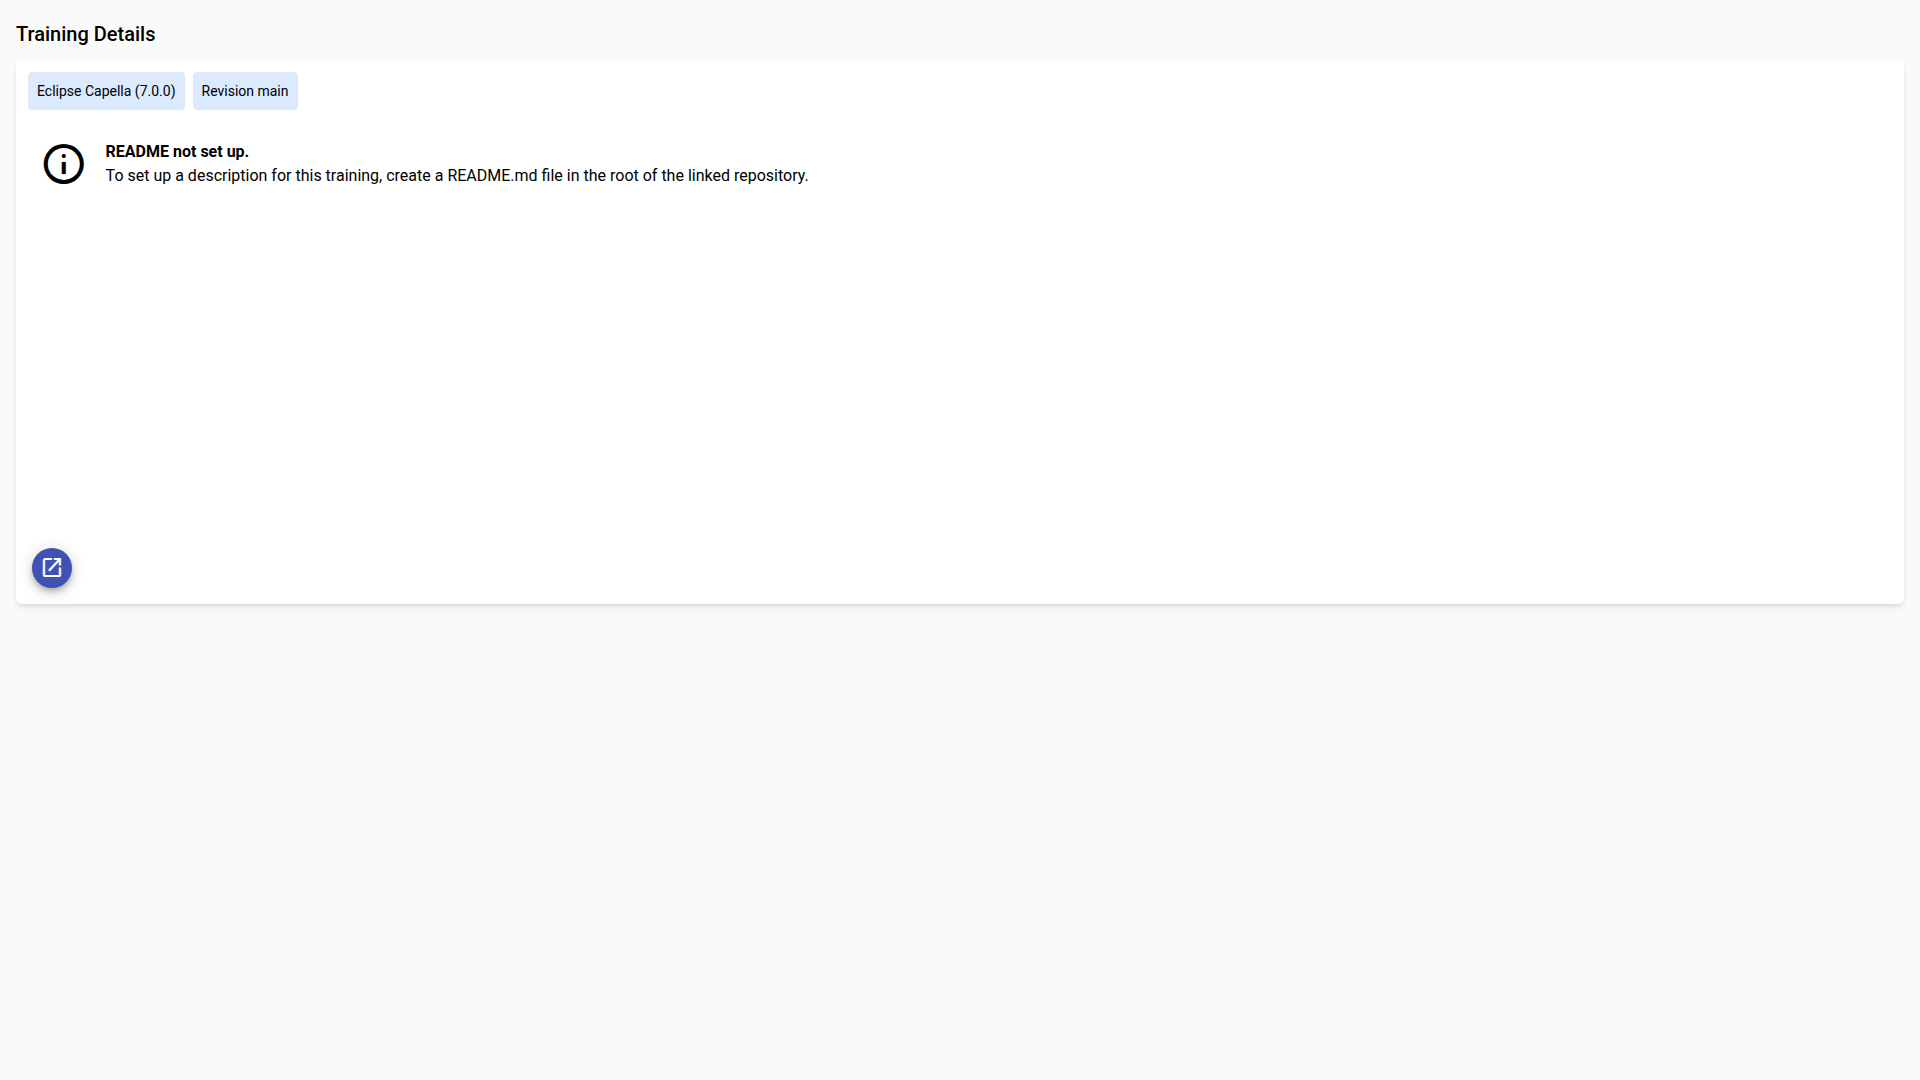 Training Details
Eclipse Capella (7.0.0)
Revision main
README not set up.
To set up a description for this training, create a README.md file in the root of the linked repository.